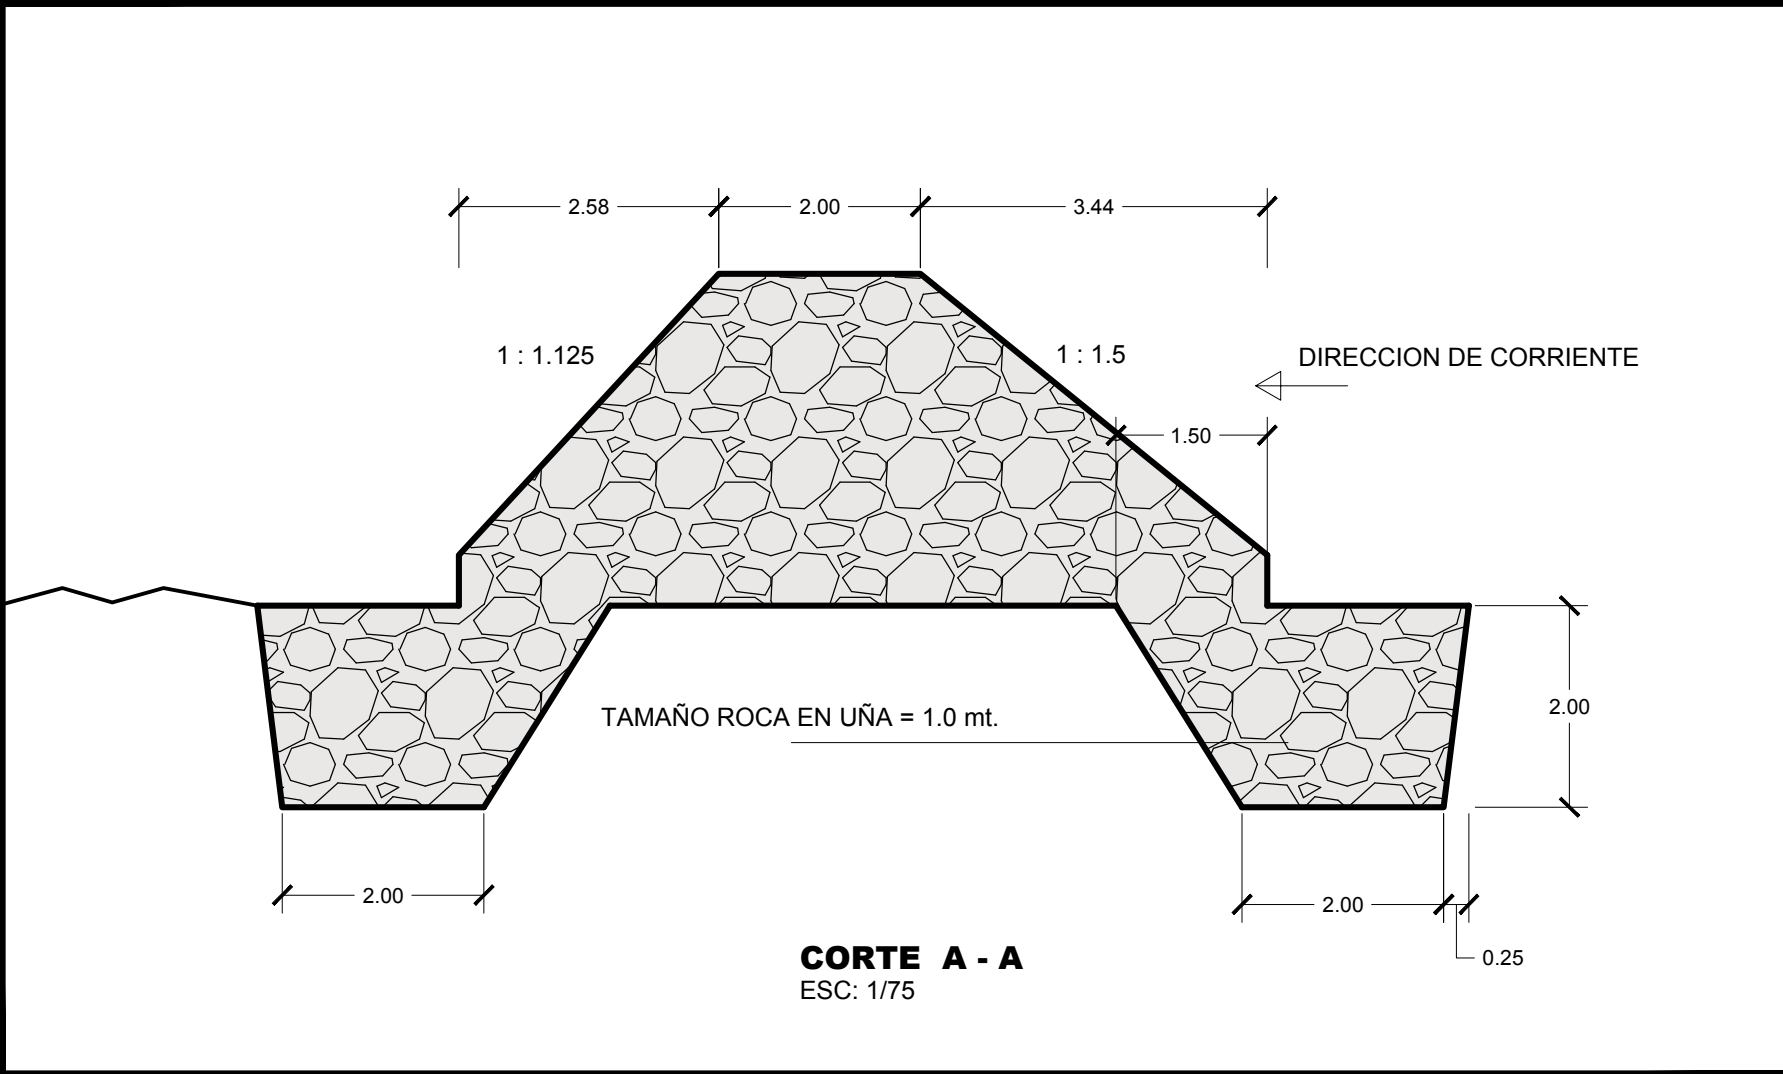 2.58
2.00
3.44
1 : 1.125
1 : 1.5
DIRECCION DE CORRIENTE
1.50
TAMAÑO ROCA EN UÑA = 1.0 mt.
2.00
2.00
2.00
0.25
CORTE A - A
ESC: 1/75